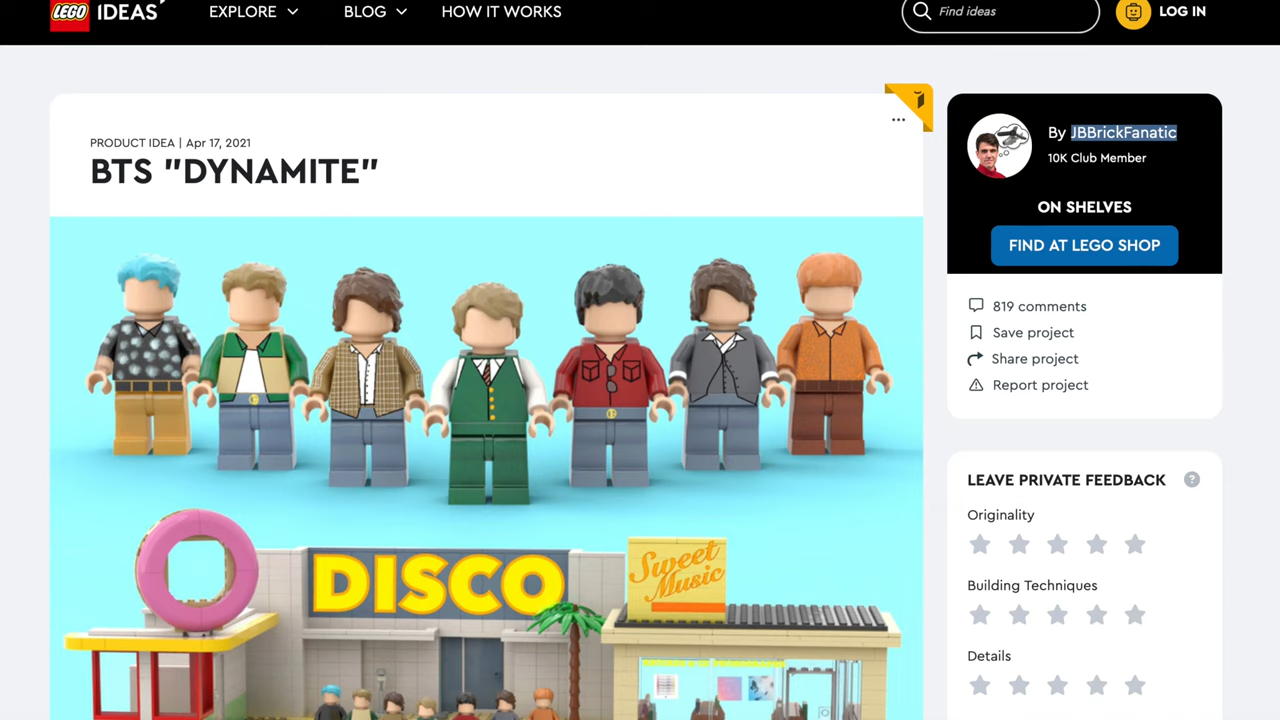 LEGO IDEAS
EXPLORE
BLOG
HOW IT WORKS
Find ideas
LOG IN
PRODUCT IDEA | Apr 17, 2021
BTS "DYNAMITE"
...
By JBBrickFanatic
10K Club Member
ON SHELVES
FIND AT LEGO SHOP
819 comments
Save project
Share project
Report project
LEAVE PRIVATE FEEDBACK ?
Originality
Building Techniques
Details
DISCO
Sweet
Music